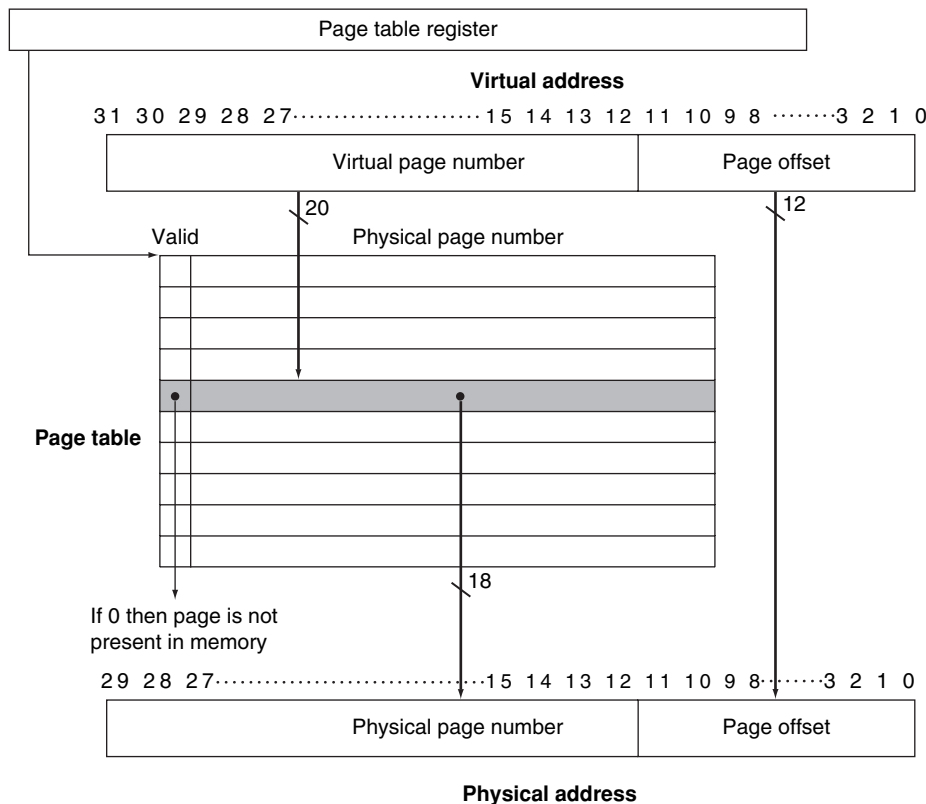 Page table register
Virtual address
31 30 29 28 27······················15 14 13 12 11 10 9 8 ········3 2 1 0
Virtual page number Page offset
20 12
Valid Physical page number
Page table
18
If 0 then page is not
present in memory
29 28 27································15 14 13 12 11 10 9 8········3 2 1 0
Physical page number Page offset
Physical address